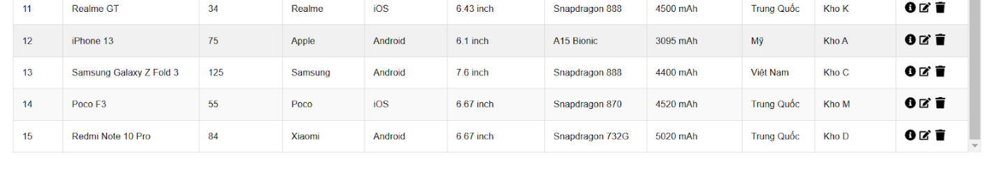 11 Realme GT 34 Realme iOS 6.43 inch Snapdragon 888 4500 mAh Trung Quốc Kho K
12 iPhone 13 75 Apple Android 6.1 inch A15 Bionic 3095 mAh Mỹ Kho A
13 Samsung Galaxy Z Fold 3 125 Samsung Android 7.6 inch Snapdragon 888 4400 mAh Việt Nam Kho C
14 Poco F3 55 Poco iOS 6.67 inch Snapdragon 870 4520 mAh Trung Quốc Kho M
15 Redmi Note 10 Pro 84 Xiaomi Android 6.67 inch Snapdragon 732G 5020 mAh Trung Quốc Kho D